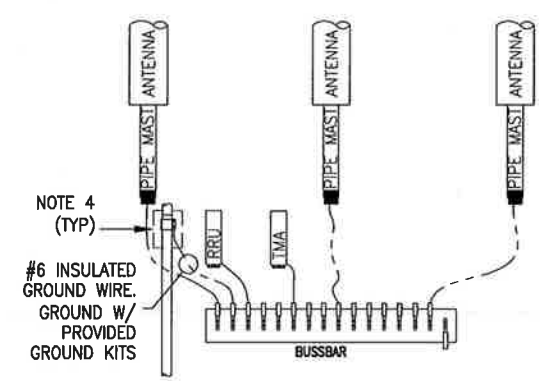 ANTENNA
ANTENNA
ANTENNA
PIPE MAST
PIPE MAST
PIPE MAST
NOTE 4
(TYP)
RRU
TMA
#6 INSULATED
GROUND WIRE.
GROUND W/
PROVIDED
GROUND KITS
BUSSBAR